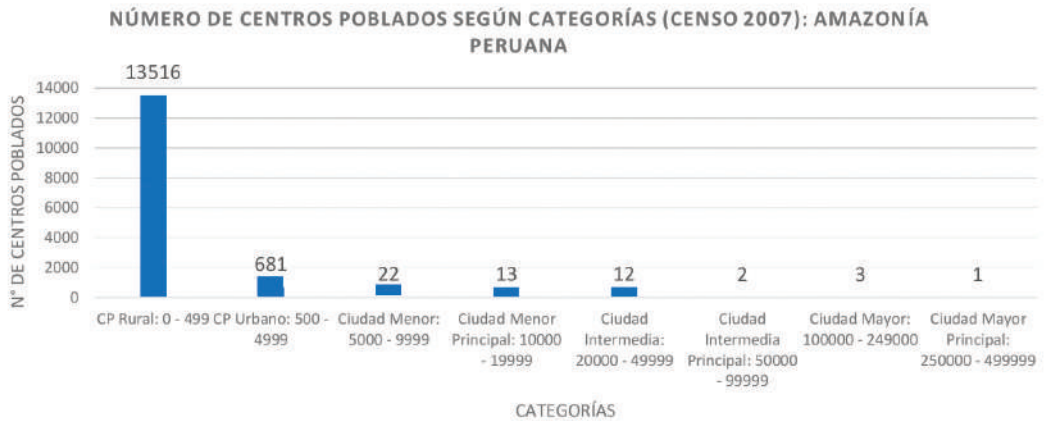 NÚMERO DE CENTROS POBLADOS SEGÚN CATEGORÍAS (CENSO 2007): AMAZONÍA
PERUANA
N° DE CENTROS POBLADOS
14000
12000
10000
8000
6000
4000
2000
0
13516
681
22
13
12
2
3
1
CP Rural: 0 - 499
CP Urbano: 500 -
4999
Ciudad Menor:
5000 - 9999
Ciudad Menor
Principal: 10000
- 19999
Ciudad
Intermedia:
20000 - 49999
Ciudad
Intermedia
Principal: 50000
- 99999
Ciudad Mayor:
100000 - 249000
Ciudad Mayor
Principal:
250000 - 499999
CATEGORÍAS